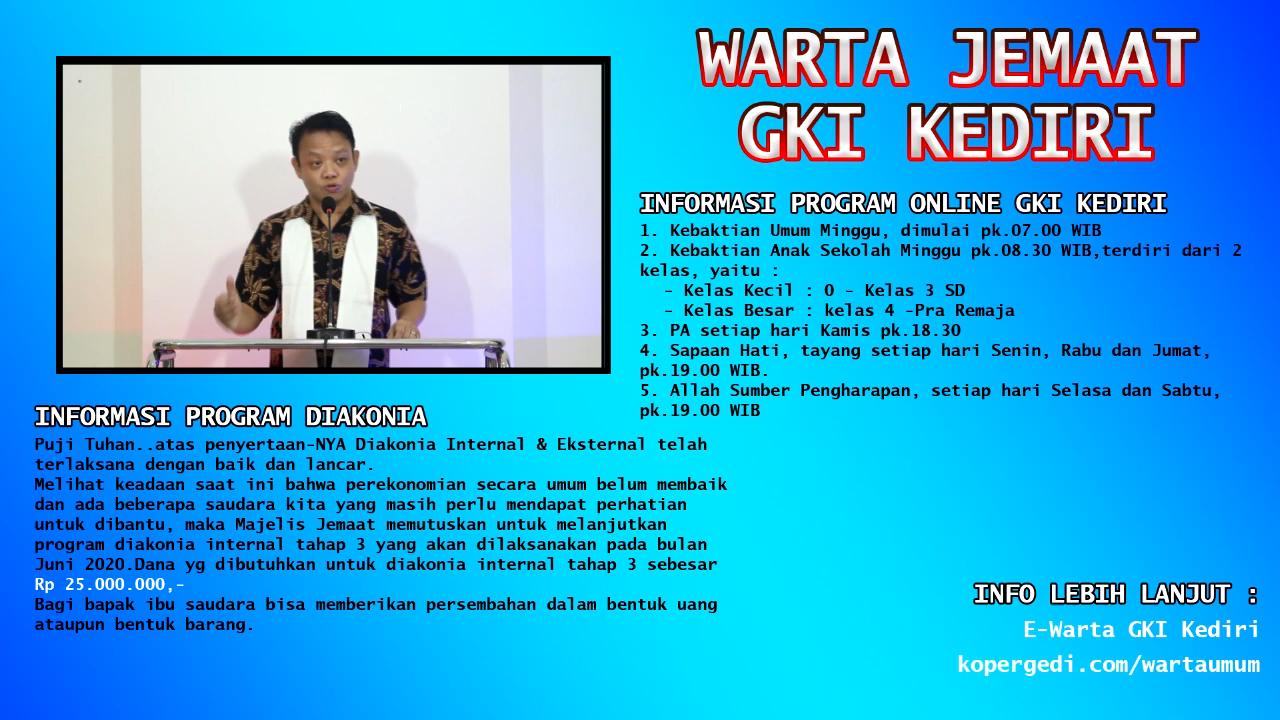 WARTA JEMAAT
GKI KEDIRI
INFORMASI PROGRAM ONLINE GKI KEDIRI
1. Kebaktian Umum Minggu, dimulai pk.07.00 WIB
2. Kebaktian Anak Sekolah Minggu pk.08.30 WIB,terdiri dari 2
kelas, yaitu :
- Kelas Kecil : 0 - Kelas 3 SD
- Kelas Besar : kelas 4 -Pra Remaja
3. PA setiap hari Kamis pk.18.30
4. Sapaan Hati, tayang setiap hari Senin, Rabu dan Jumat,
pk.19.00 WIB.
5. Allah Sumber Pengharapan, setiap hari Selasa dan Sabtu,
pk.19.00 WIB
INFORMASI PROGRAM DIAKONIA
Puji Tuhan..atas penyertaan-NYA Diakonia Internal & Eksternal telah
terlaksana dengan baik dan lancar.
Melihat keadaan saat ini bahwa perekonomian secara umum belum membaik
dan ada beberapa saudara kita yang masih perlu mendapat perhatian
untuk dibantu, maka Majelis Jemaat memutuskan untuk melanjutkan
program diakonia internal tahap 3 yang akan dilaksanakan pada bulan
Juni 2020.Dana yg dibutuhkan untuk diakonia internal tahap 3 sebesar
Rp 25.000.000,-
Bagi bapak ibu saudara bisa memberikan persembahan dalam bentuk uang
ataupun bentuk barang.
INFO LEBIH LANJUT :
E-Warta GKI Kediri
kopergedi.com/wartaumum